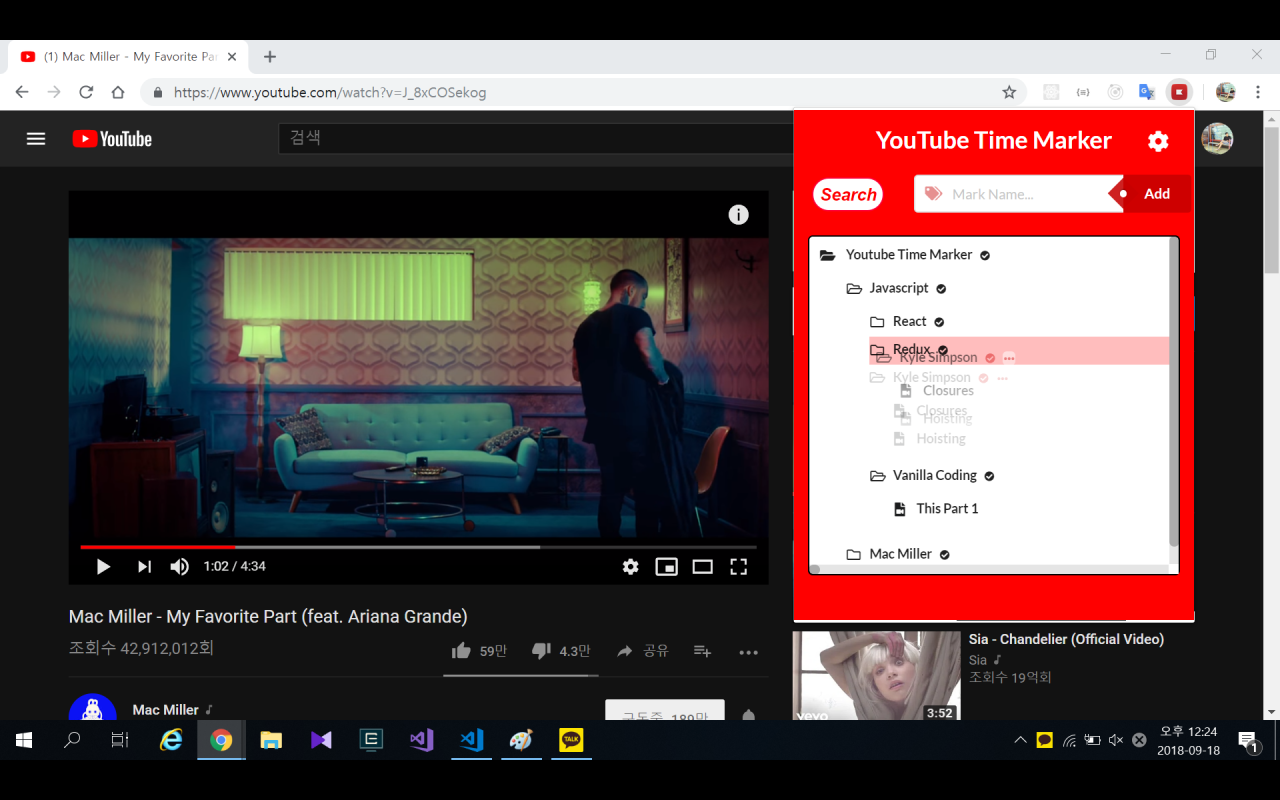 (1) Mac Miller - My Favorite Par
https://www.youtube.com/watch?v=J_8xCOSekog
YouTube
검색
YouTube Time Marker
Search
Mark Name...
Add
Youtube Time Marker
Javascript
React
Redux
Kyle Simpson
Kyle Simpson
Closures
Closures
Hoisting
Hoisting
Vanilla Coding
This Part 1
Mac Miller
1:02 / 4:34
Mac Miller - My Favorite Part (feat. Ariana Grande)
조회수 42,912,012회
59만
4.3만
공유
Mac Miller
구독중 189만
Sia - Chandelier (Official Video)
Sia
조회수 19억회
vevo
3:52
TALK
오후 12:24
2018-09-18
1